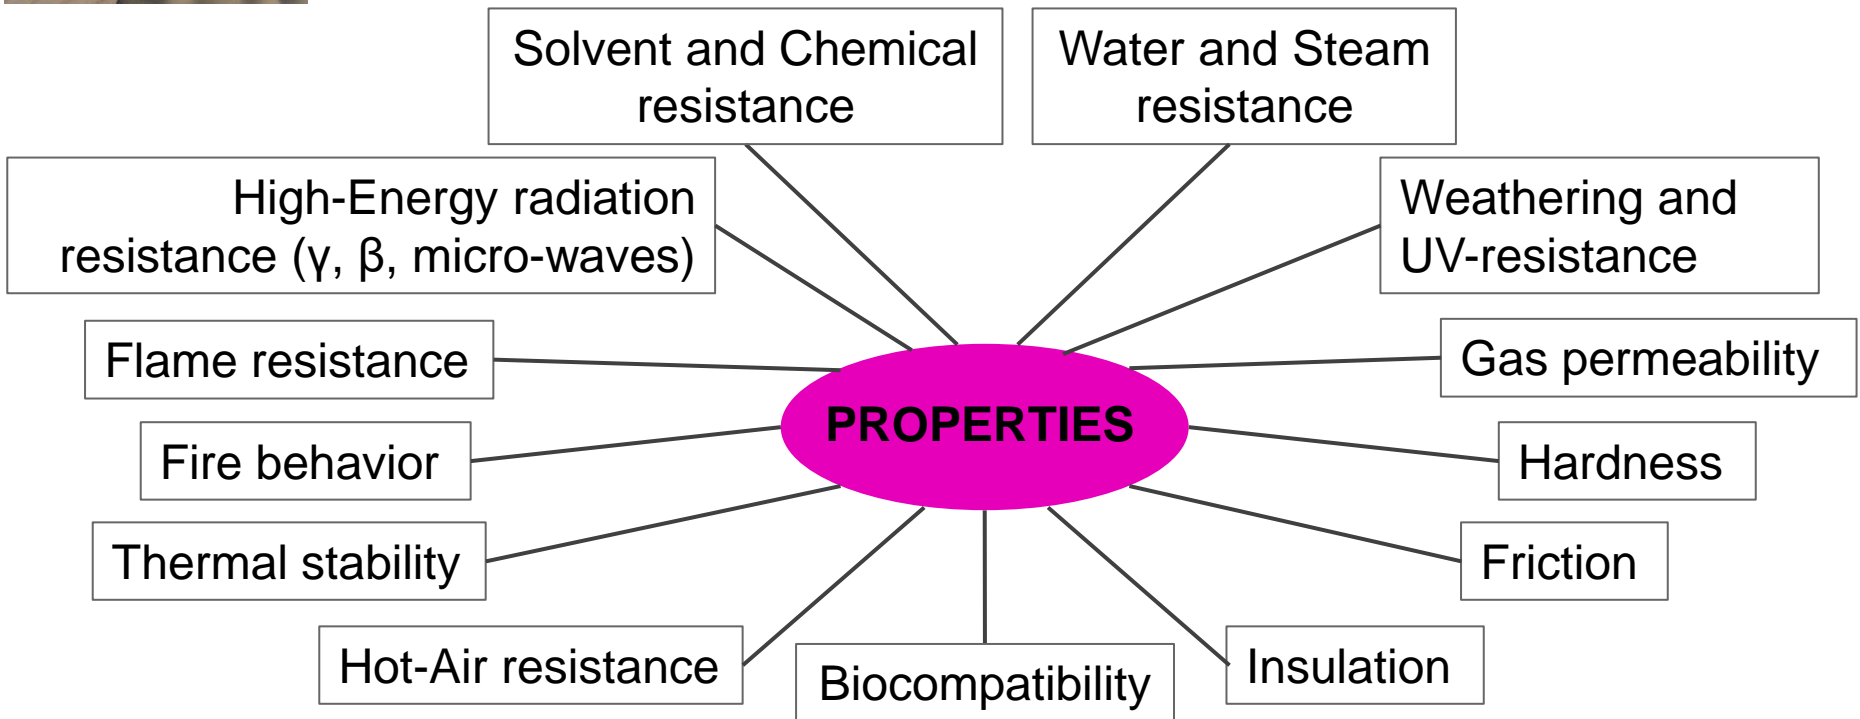 Solvent and Chemical
resistance
Water and Steam
resistance
High-Energy radiation
resistance (γ, β, micro-waves)
Weathering and
UV-resistance
Flame resistance
Gas permeability
PROPERTIES
Fire behavior
Hardness
Thermal stability
Friction
Hot-Air resistance
Biocompatibility
Insulation